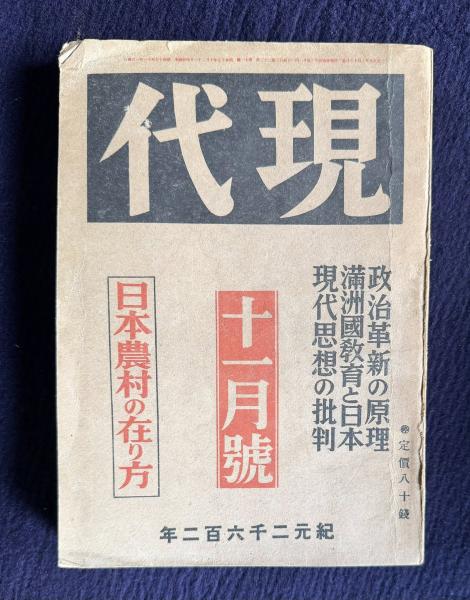 現代
政治革新の原理
滿洲國敎育と日本
現代思想の批判
十一月號
日本農村の在り方
定價八十錢
紀元二千六百二年